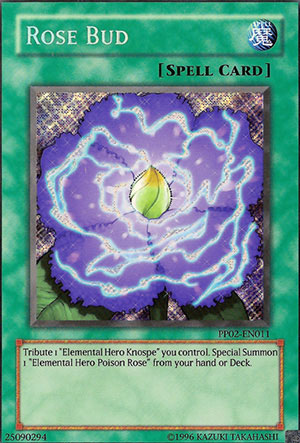 Rose Bud
魔
[Spell Card]
PP02-EN011
Tribute 1 "Elemental Hero Knospe" you control. Special Summon
1 "Elemental Hero Poison Rose" from your hand or Deck.
25090294
©1996 KAZUKI TAKAHASHI